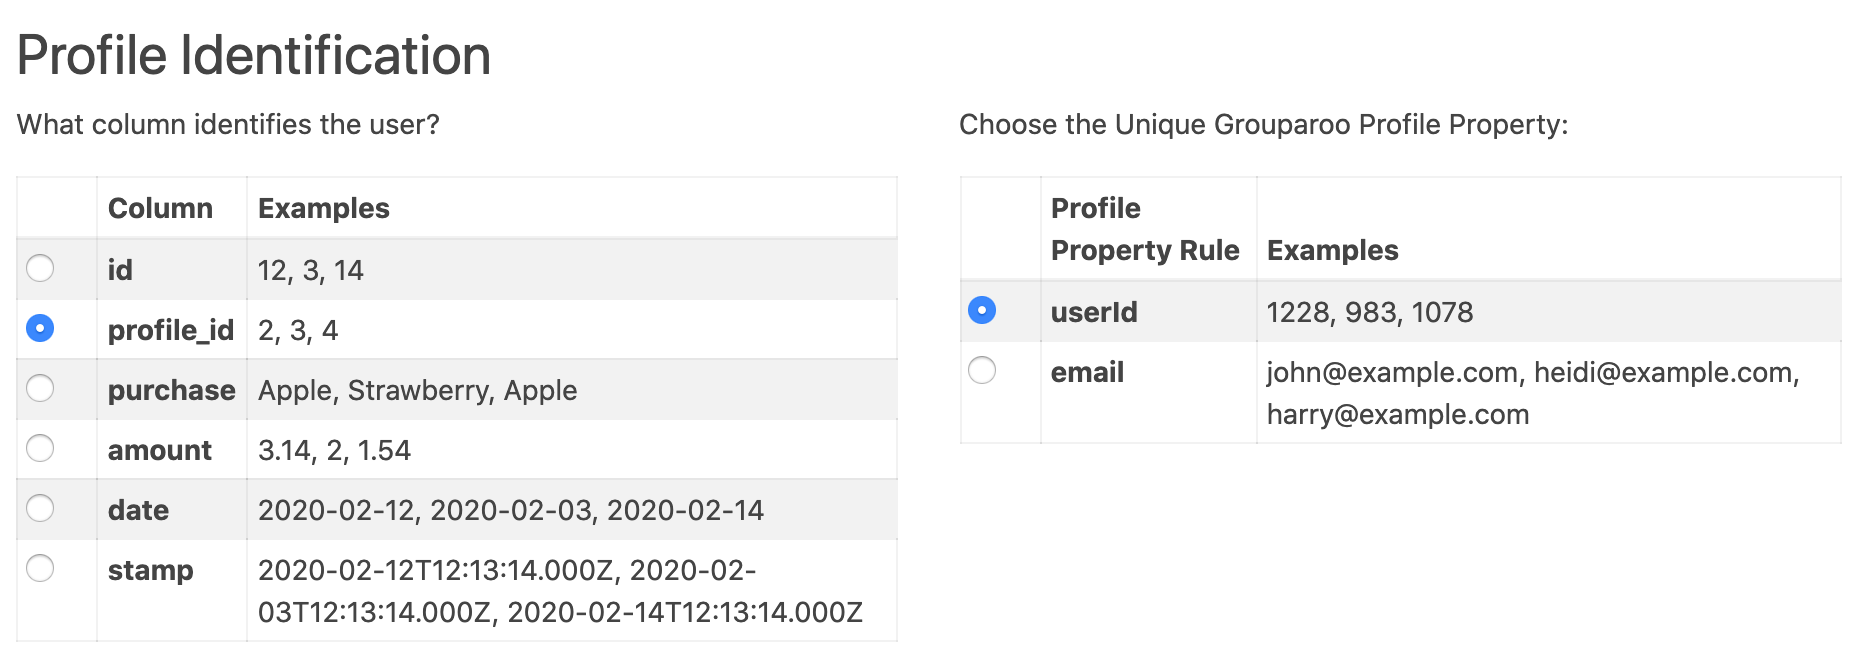 Profile Identification
What column identifies the user?
Column Examples
id 12, 3, 14
profile_id 2, 3, 4
purchase Apple, Strawberry, Apple
amount 3.14, 2, 1.54
date 2020-02-12, 2020-02-03, 2020-02-14
stamp 2020-02-12T12:13:14.000Z, 2020-02-
03T12:13:14.000Z, 2020-02-14T12:13:14.000Z
Choose the Unique Grouparoo Profile Property:
Profile
Property Rule Examples
userId 1228, 983, 1078
email john@example.com, heidi@example.com,
harry@example.com